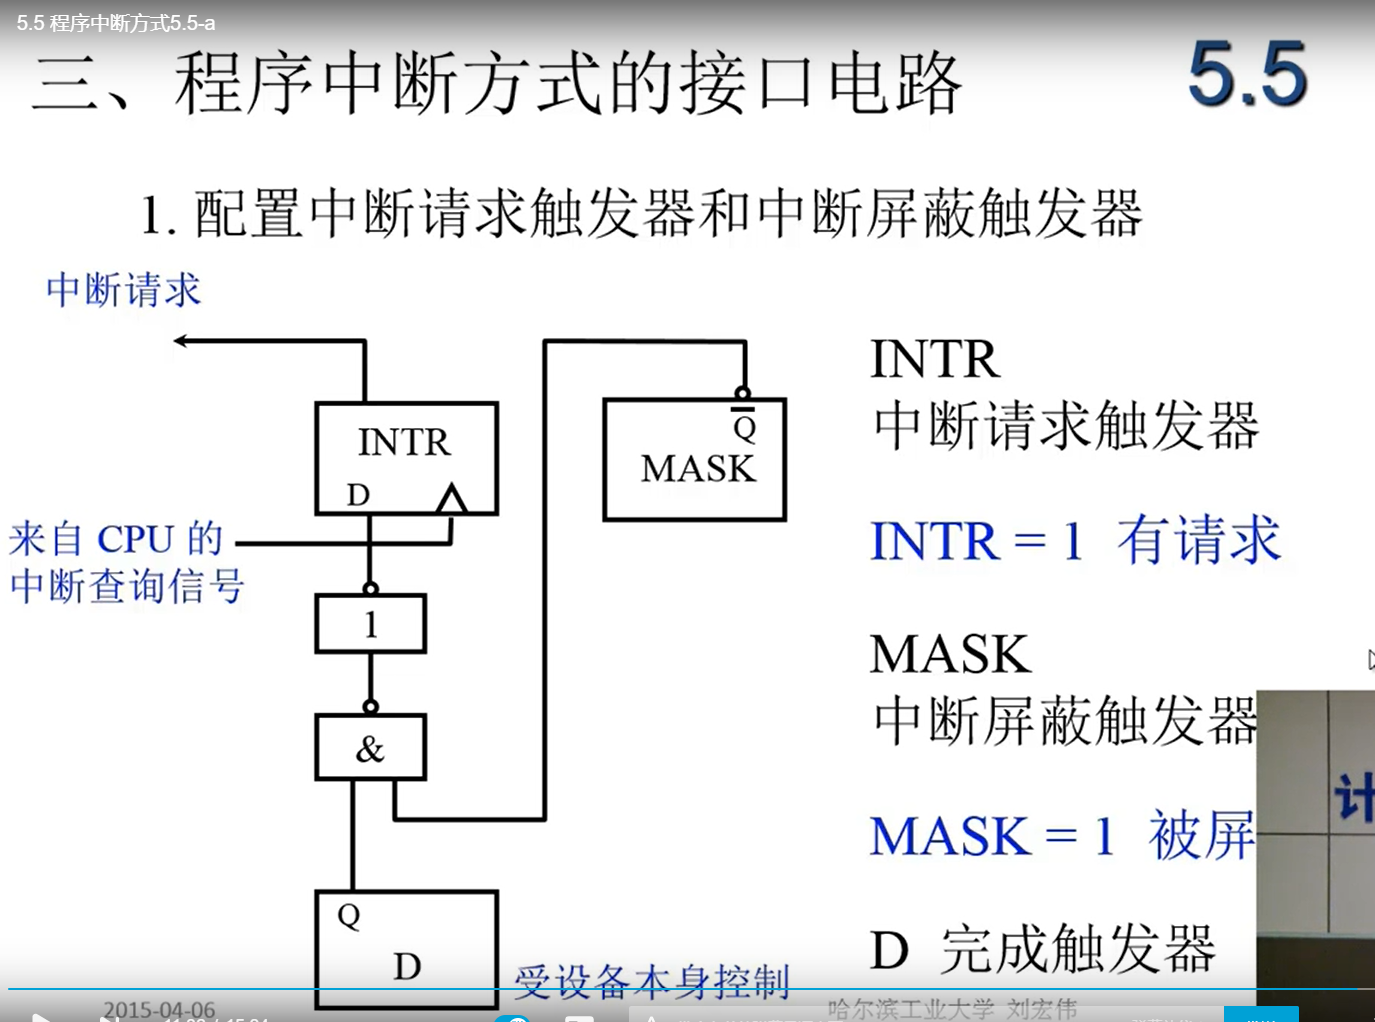 5.5 程序中断方式5.5-a
三、程序中断方式的接口电路
5.5
1. 配置中断请求触发器和中断屏蔽触发器
中断请求
INTR
D
Q
MASK
来自 CPU 的
中断查询信号
1
&
Q
D
受设备本身控制
INTR
中断请求触发器
INTR = 1 有请求
MASK
中断屏蔽触发器
MASK = 1 被屏
D 完成触发器
计
2015-04-06
哈尔滨工业大学 刘宏伟